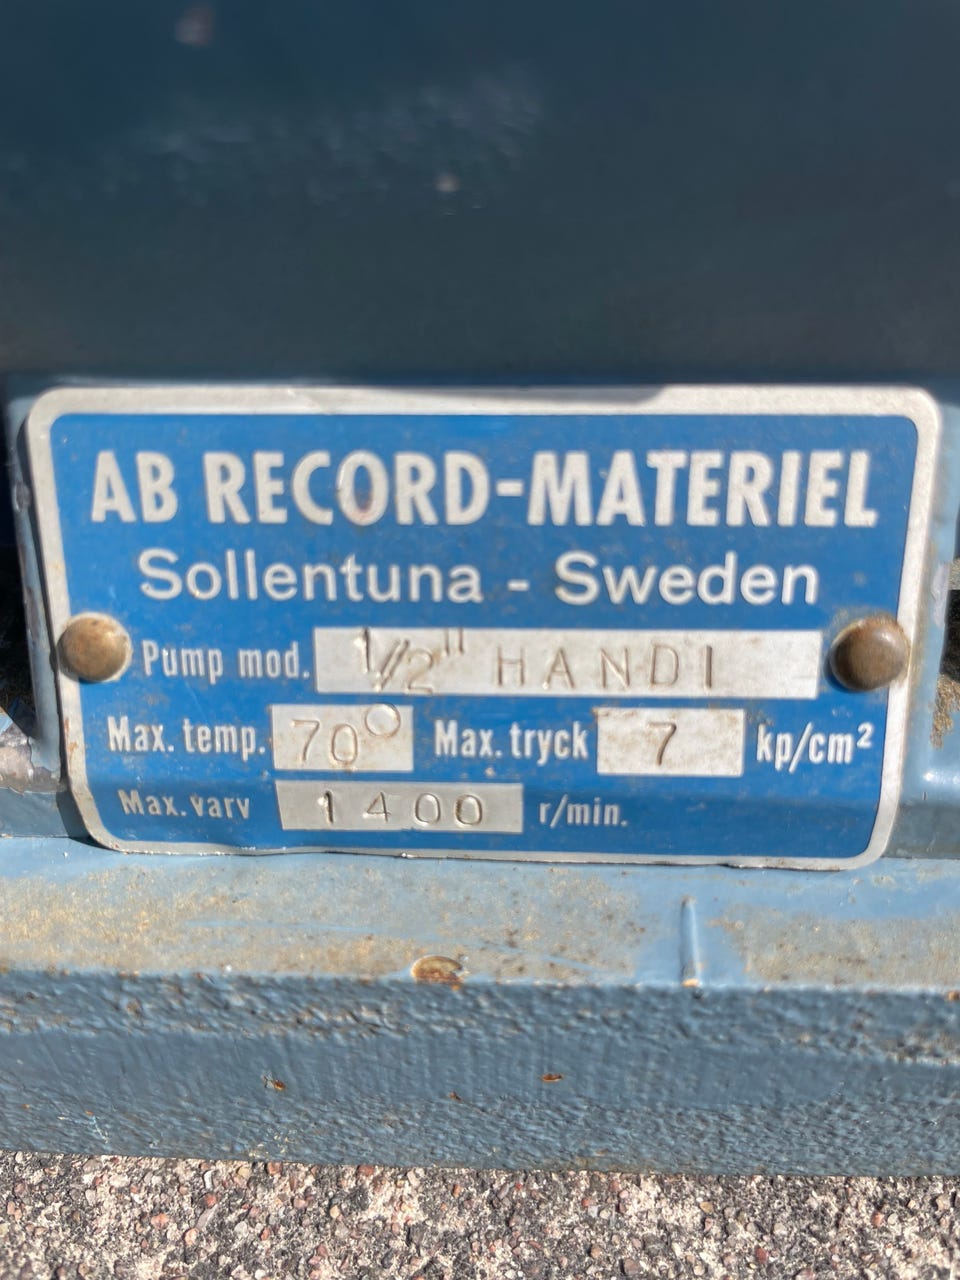 AB RECORD-MATERIEL
Sollentuna - Sweden
Pump mod. 1/2" HANDI
Max. temp. 70° Max. tryck 7 kp/cm²
Max. varv 1400 r/min.